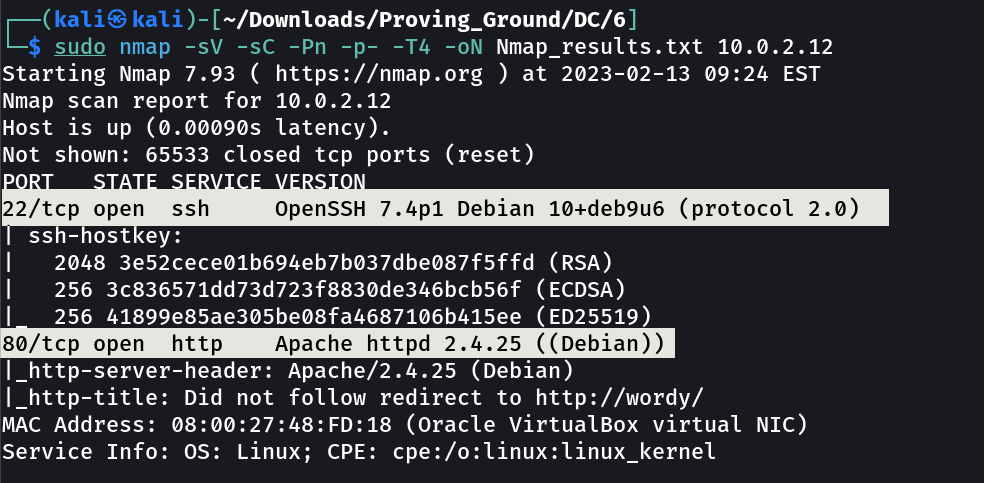 ┌──(kali㉿kali)-[~/Downloads/Proving_Ground/DC/6]
└─$ sudo nmap -sV -sC -Pn -p- -T4 -oN Nmap_results.txt 10.0.2.12
Starting Nmap 7.93 ( https://nmap.org ) at 2023-02-13 09:24 EST
Nmap scan report for 10.0.2.12
Host is up (0.00090s latency).
Not shown: 65533 closed tcp ports (reset)
PORT   STATE SERVICE VERSION
22/tcp open  ssh     OpenSSH 7.4p1 Debian 10+deb9u6 (protocol 2.0)
| ssh-hostkey:
|   2048 3e52cece01b694eb7b037dbe087f5ffd (RSA)
|   256 3c836571dd73d723f8830de346bcb56f (ECDSA)
|_  256 41899e85ae305be08fa4687106b415ee (ED25519)
80/tcp open  http    Apache httpd 2.4.25 ((Debian))
|_http-server-header: Apache/2.4.25 (Debian)
|_http-title: Did not follow redirect to http://wordy/
MAC Address: 08:00:27:48:FD:18 (Oracle VirtualBox virtual NIC)
Service Info: OS: Linux; CPE: cpe:/o:linux:linux_kernel